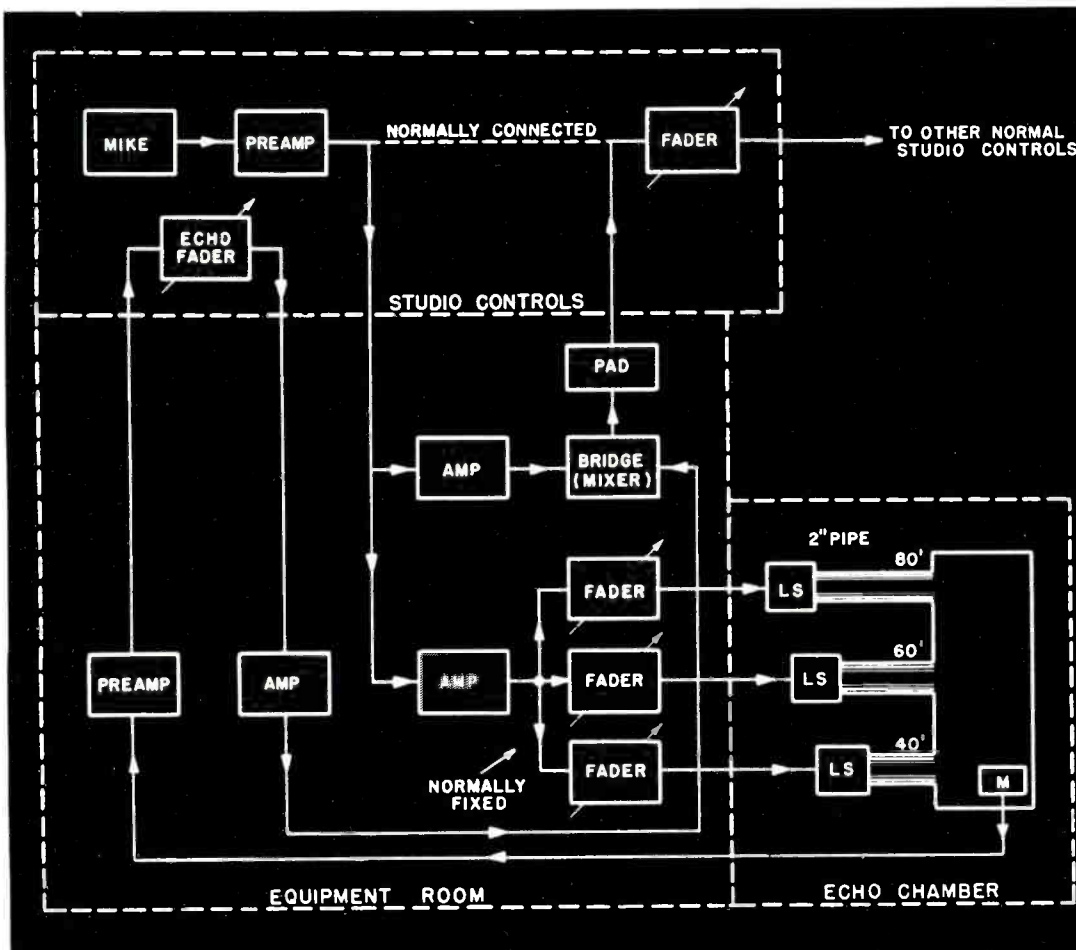 MIKE
PREAMP
NORMALLY CONNECTED
FADER
TO OTHER NORMAL
STUDIO CONTROLS
ECHO
FADER
STUDIO CONTROLS
PAD
AMP
BRIDGE
(MIXER)
2" PIPE
80'
FADER
LS
60'
PREAMP
AMP
AMP
FADER
LS
40'
NORMALLY
FIXED
FADER
LS
M
EQUIPMENT ROOM
ECHO CHAMBER